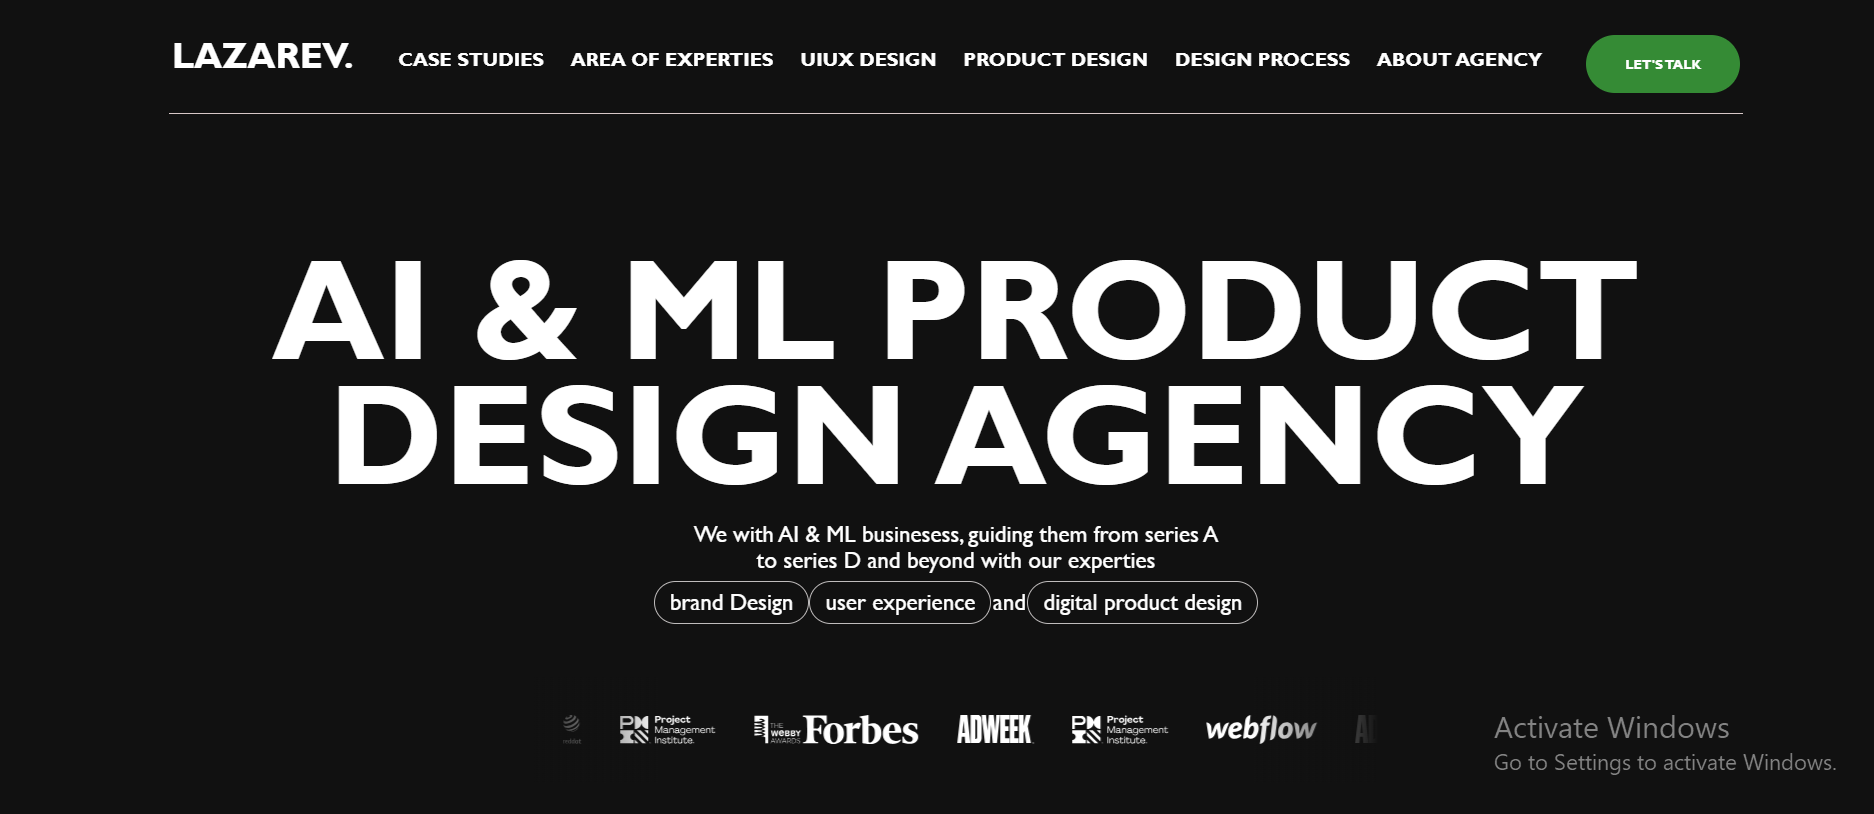 LAZAREV. CASE STUDIES AREA OF EXPERTIES UIUX DESIGN PRODUCT DESIGN DESIGN PROCESS ABOUT AGENCY LET'S TALK
AI & ML PRODUCT
DESIGN AGENCY
We with AI & ML businesess, guiding them from series A
to series D and beyond with our experties
brand Design user experience and digital product design
reddot
Project
Management
Institute.
THE
WEBBY
AWARDS
Forbes
ADWEEK
Project
Management
Institute.
webflow
AD
Activate Windows
Go to Settings to activate Windows.